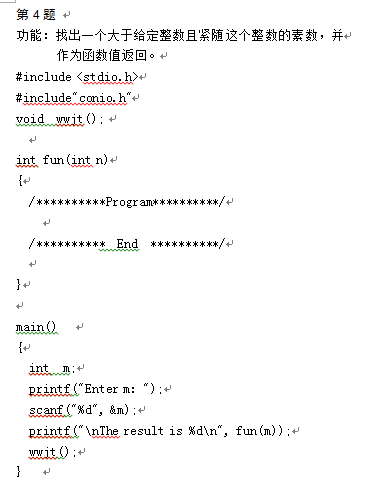 第4题
功能：找出一个大于给定整数且紧随这个整数的素数，并
作为函数值返回。
#include <stdio.h>
#include"conio.h"
void wwjt();
int fun(int n)
{
/**********Program**********/
/********** End **********/
}
main()
{
int m;
printf("Enter m: ");
scanf("%d", &m);
printf("\nThe result is %d\n", fun(m));
wwjt();
}